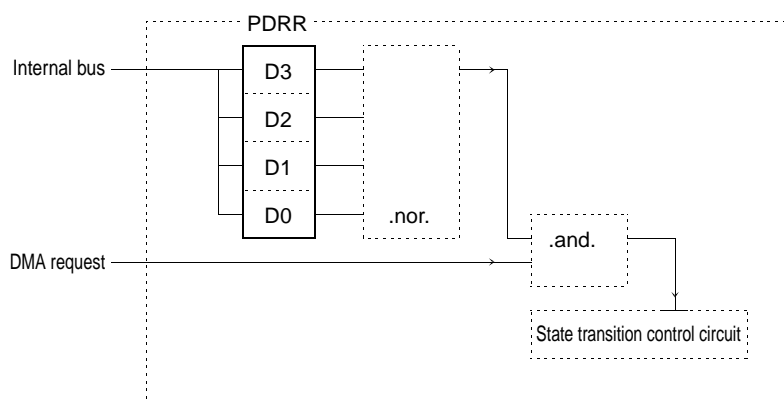 PDRR
Internal bus
D3
D2
D1
D0
.nor.
.and.
DMA request
State transition control circuit